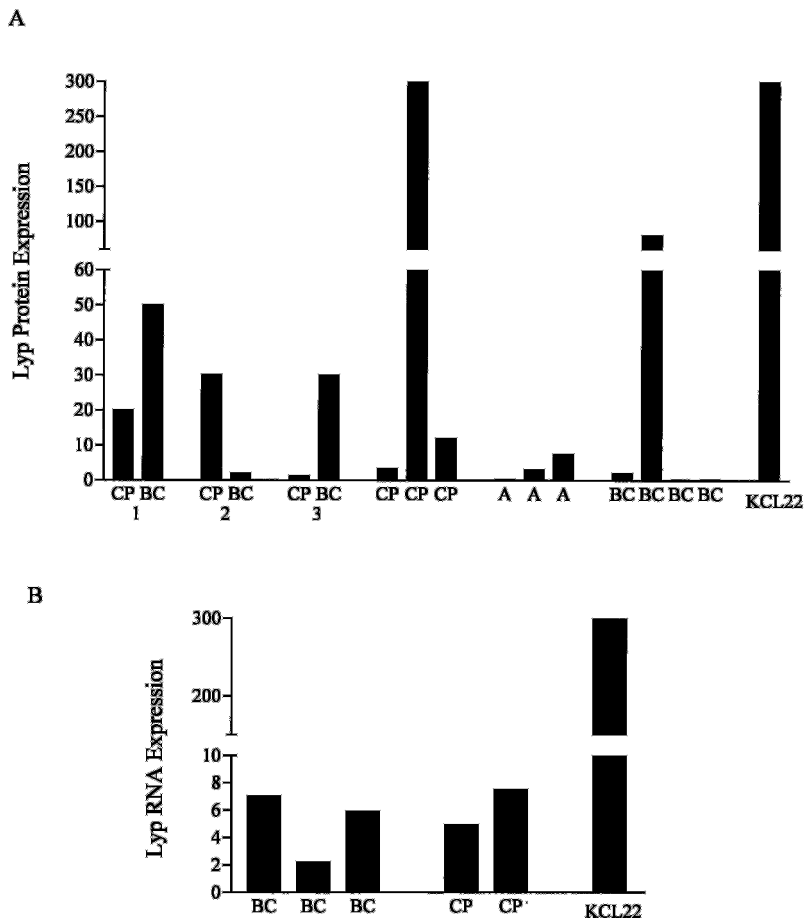 A
Lyp Protein Expression
300
250
200
150
100
60
50
40
30
20
10
0
CP BC CP BC CP BC CP CP CP A A A BC BC BC BC KCL22
1 2 3
B
Lyp RNA Expression
300
200
10
8
6
4
2
0
BC BC BC CP CP KCL22